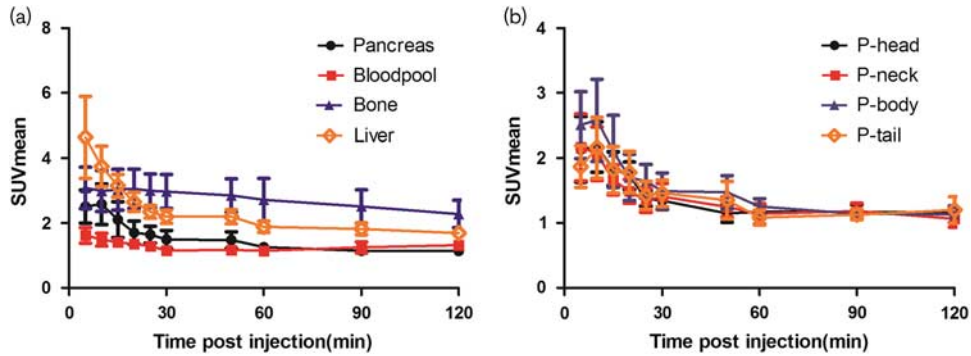 (a)
8
6
4
2
0
SUVmean
Pancreas
Bloodpool
Bone
Liver
0 30 60 90 120
Time post injection(min)
(b)
4
3
2
1
0
SUVmean
P-head
P-neck
P-body
P-tail
0 30 60 90 120
Time post injection(min)